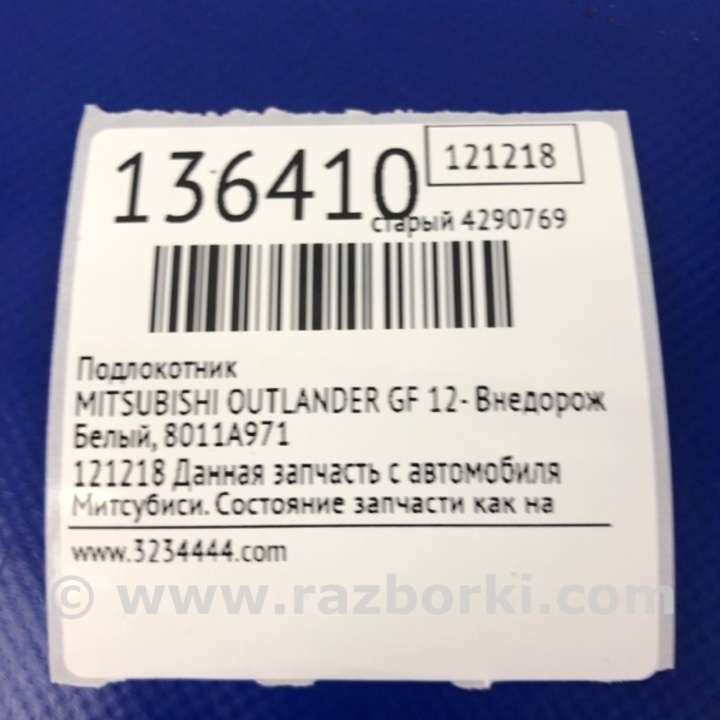 136410
121218
старый 4290769
Подлокотник
MITSUBISHI OUTLANDER GF 12- Внедорож
Белый, 8011A971
121218 Данная запчасть с автомобиля
Митсубиси. Состояние запчасти как на
www.3234444.com
© www.razborki.com